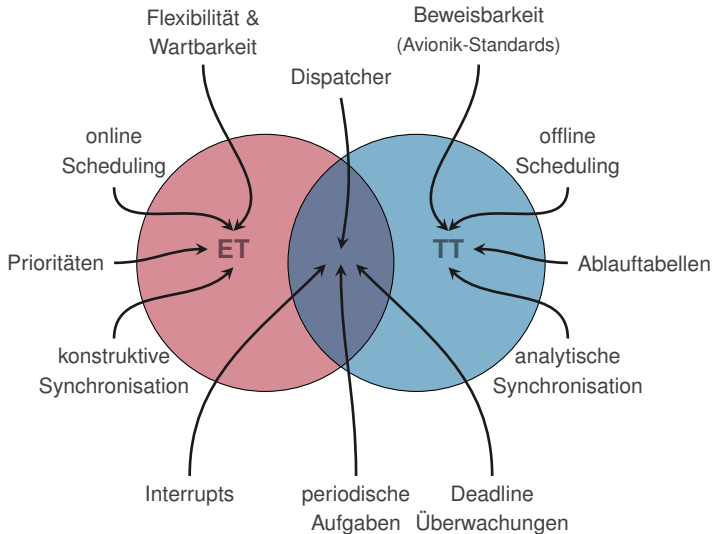 Flexibilität &
Wartbarkeit
Beweisbarkeit
(Avionik-Standards)
Dispatcher
online
Scheduling
offline
Scheduling
Prioritäten
ET
TT
Ablauftabellen
konstruktive
Synchronisation
analytische
Synchronisation
Interrupts
periodische
Aufgaben
Deadline
Überwachungen